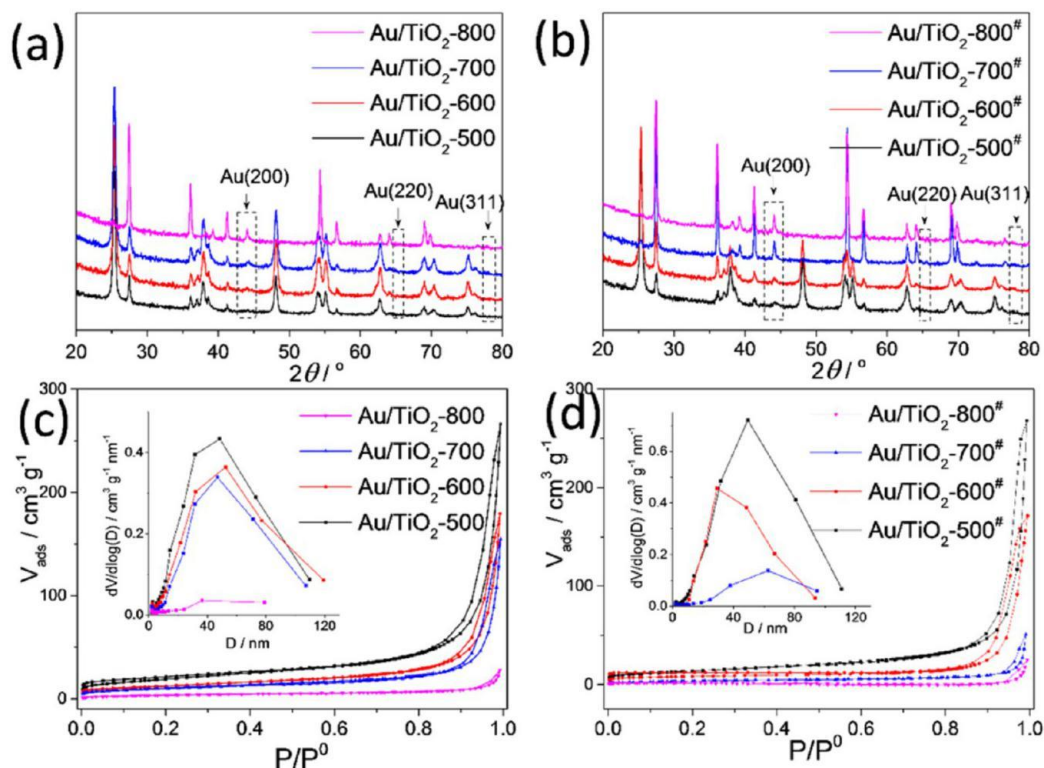 (a)
Au/TiO₂-800
Au/TiO₂-700
Au/TiO₂-600
Au/TiO₂-500
Au(200)
Au(220)
Au(311)
20 30 40 50 60 70 80
2θ / °
(b)
Au/TiO₂-800#
Au/TiO₂-700#
Au/TiO₂-600#
Au/TiO₂-500#
Au(200)
Au(220)
Au(311)
20 30 40 50 60 70 80
2θ / °
(c)
300
200
100
0
V_ads / cm³ g⁻¹
Au/TiO₂-800
Au/TiO₂-700
Au/TiO₂-600
Au/TiO₂-500
dV/dlog(D) / cm³ g⁻¹ nm⁻¹
0.4
0.2
0.0
0 40 80 120
D / nm
0.0 0.2 0.4 0.6 0.8 1.0
P/P⁰
(d)
300
200
100
0
V_ads / cm³ g⁻¹
Au/TiO₂-800#
Au/TiO₂-700#
Au/TiO₂-600#
Au/TiO₂-500#
dV/dlog(D) / cm³ g⁻¹ nm⁻¹
0.6
0.4
0.2
0.0
0 40 80 120
D / nm
0.0 0.2 0.4 0.6 0.8 1.0
P/P⁰